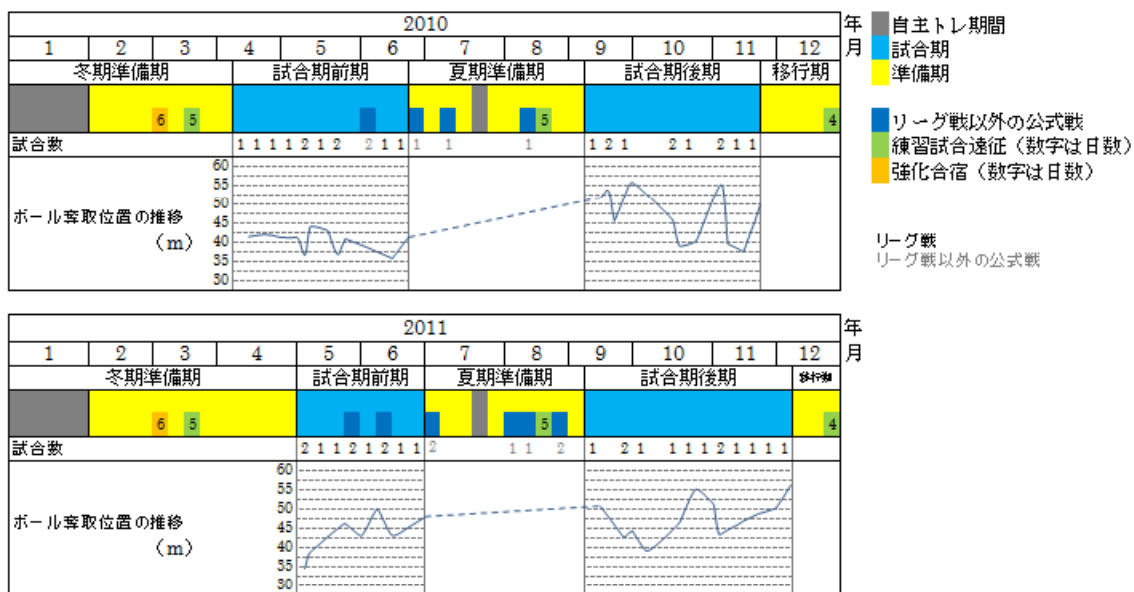 2010 年
1 2 3 4 5 6 7 8 9 10 11 12 月
冬期準備期 試合期前期 夏期準備期 試合期後期 移行期
6 5 5 4
試合数 1 1 1 1 2 1 2 2 1 1 1 1 1 1 2 1 2 1 2 1 1
60
55
50
45
40
35
30
ボール奪取位置の推移
(m)
自主トレ期間
試合期
準備期
リーグ戦以外の公式戦
練習試合遠征(数字は日数)
強化合宿(数字は日数)
リーグ戦
リーグ戦以外の公式戦
2011 年
1 2 3 4 5 6 7 8 9 10 11 12 月
冬期準備期 試合期前期 夏期準備期 試合期後期 移行期
6 5 5 4
試合数 2 1 1 2 1 2 1 1 2 1 1 2 1 2 1 1 1 1 2 1 1 1 1
60
55
50
45
40
35
30
ボール奪取位置の推移
(m)